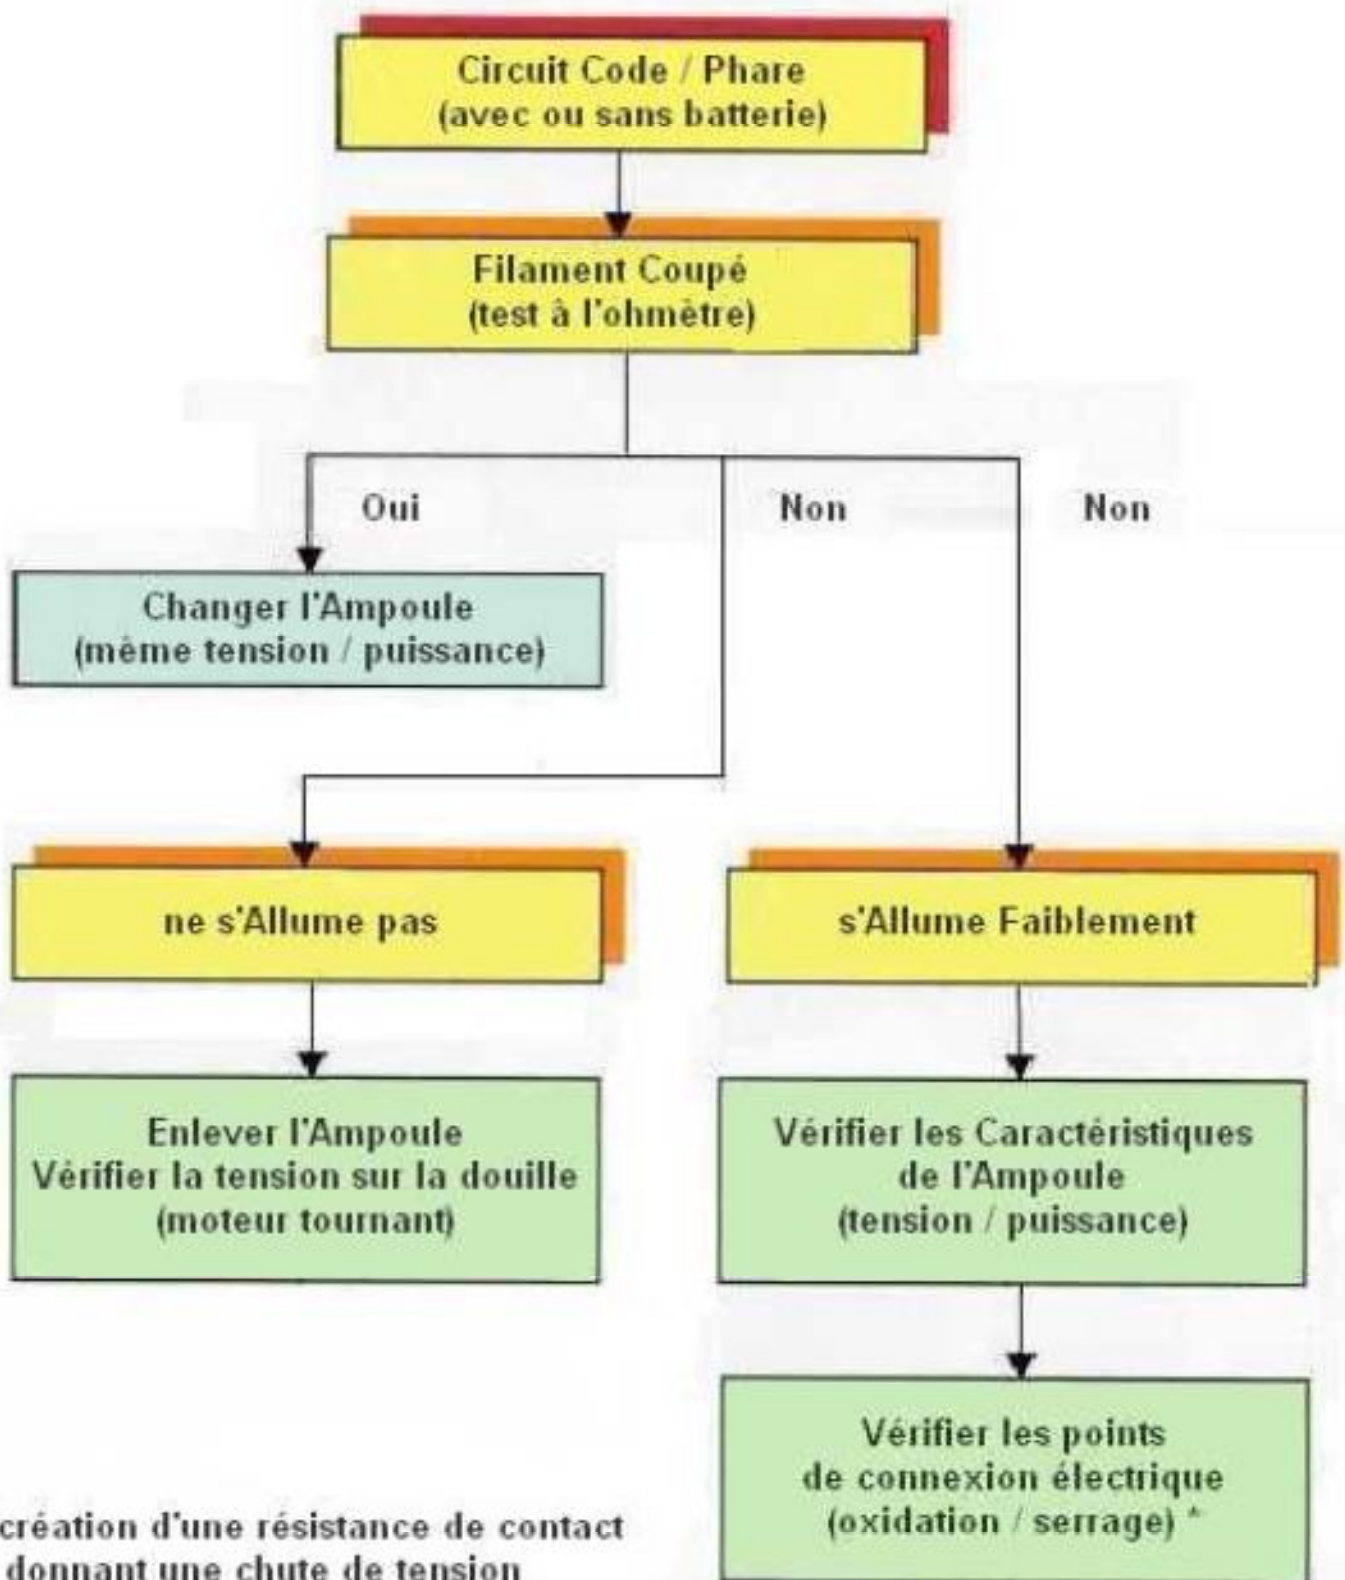 Circuit Code / Phare
(avec ou sans batterie)
Filament Coupé
(test à l'ohmètre)
Oui
Non
Non
Changer l'Ampoule
(même tension / puissance)
ne s'Allume pas
s'Allume Faiblement
Enlever l'Ampoule
Vérifier la tension sur la douille
(moteur tournant)
Vérifier les Caractéristiques
de l'Ampoule
(tension / puissance)
Vérifier les points
de connexion électrique
(oxidation / serrage) *
création d'une résistance de contact
donnant une chute de tension